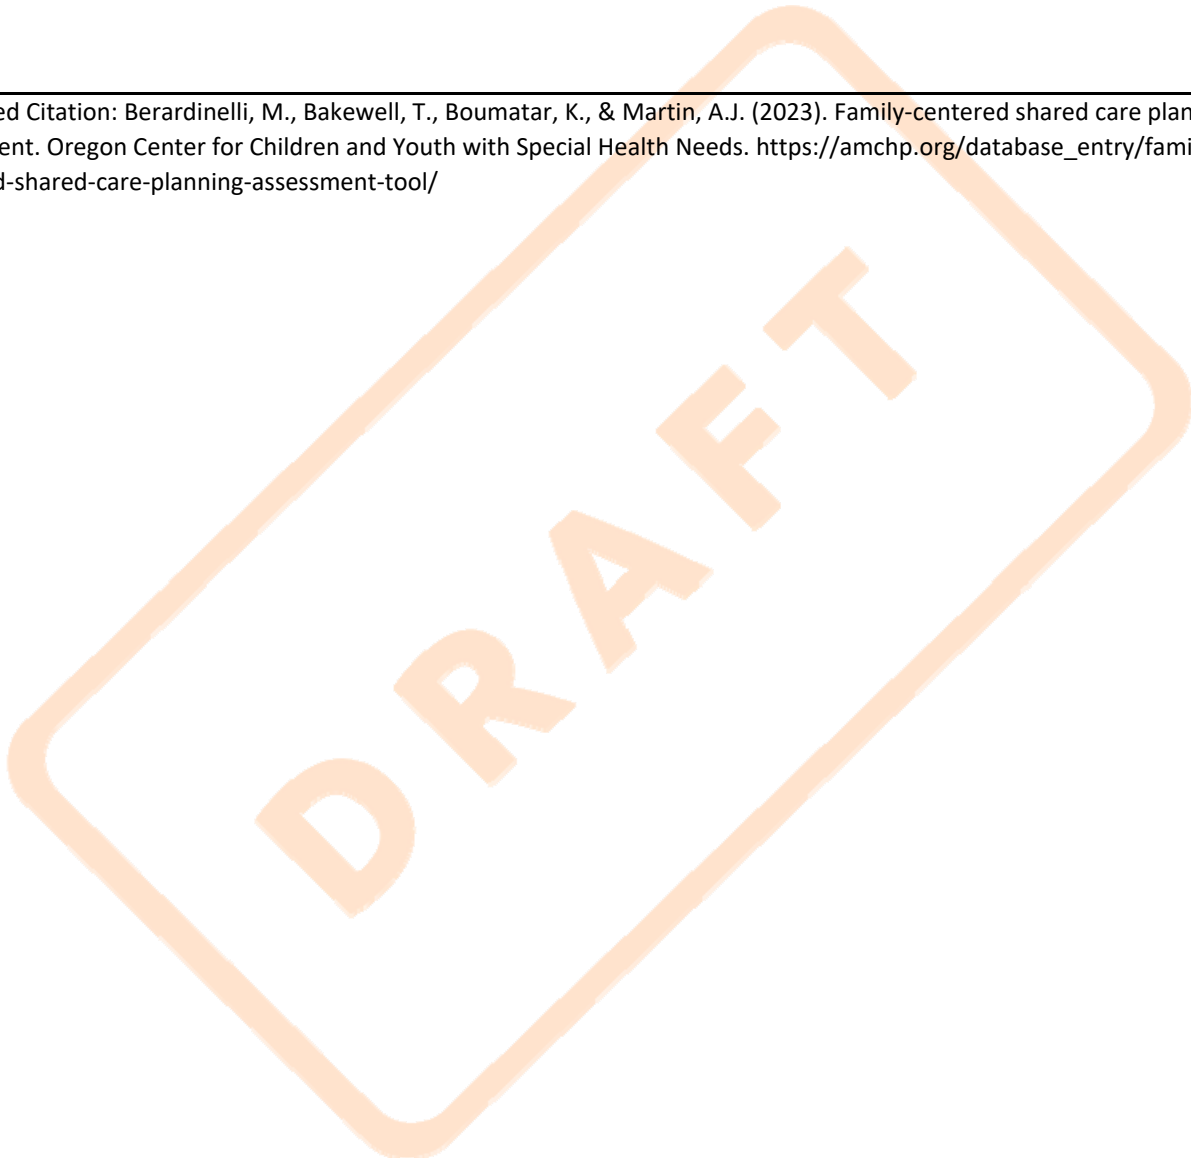 ed Citation: Berardinelli, M., Bakewell, T., Boumatar, K., & Martin, A.J. (2023). Family-centered shared care plan
ent. Oregon Center for Children and Youth with Special Health Needs. https://amchp.org/database_entry/fami
d-shared-care-planning-assessment-tool/
DRAFT